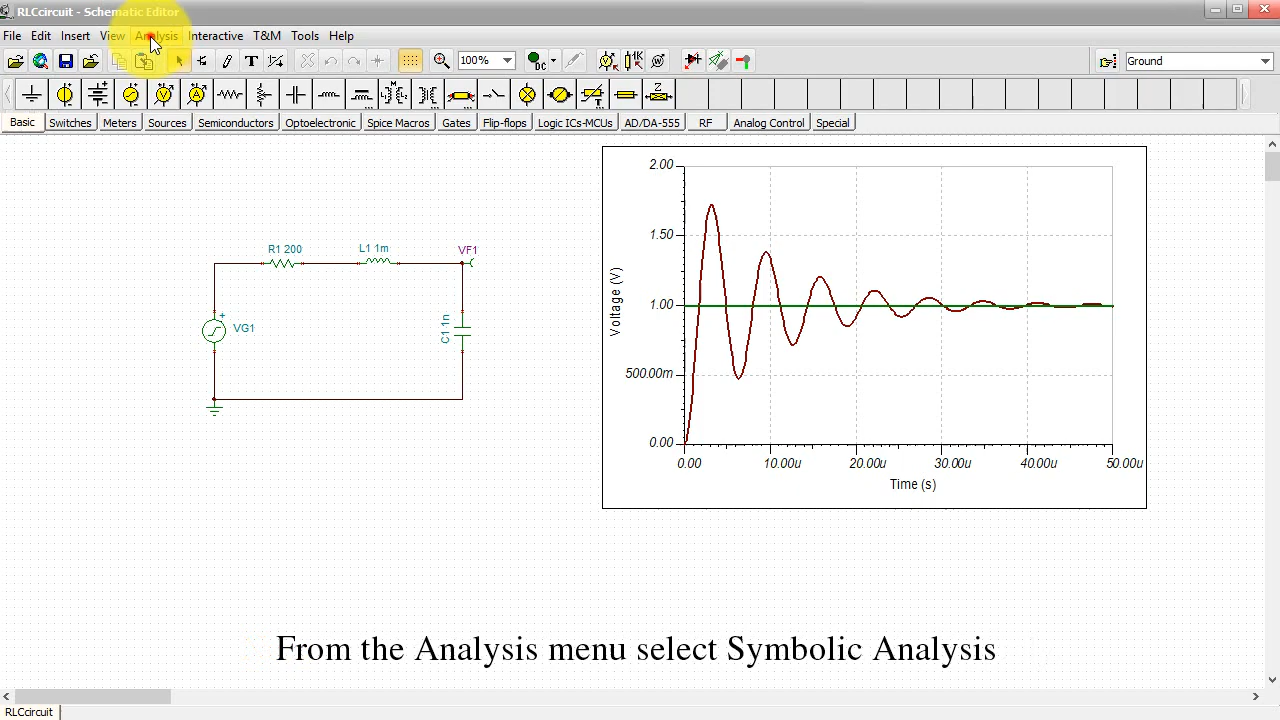 RLCcircuit - Schematic Editor
File Edit Insert View Analysis Interactive T&M Tools Help
100% DC Ground
M
Basic Switches Meters Sources Semiconductors Optoelectronic Spice Macros Gates Flip-flops Logic ICs-MCUs AD/DA-555 RF Analog Control Special
R1 200
L1 1m
VF1
+
VG1
C1 1n
2.00
1.50
1.00
500.00m
0.00
Voltage (V)
0.00 10.00u 20.00u 30.00u 40.00u 50.00u
Time (s)
From the Analysis menu select Symbolic Analysis
RLCcircuit